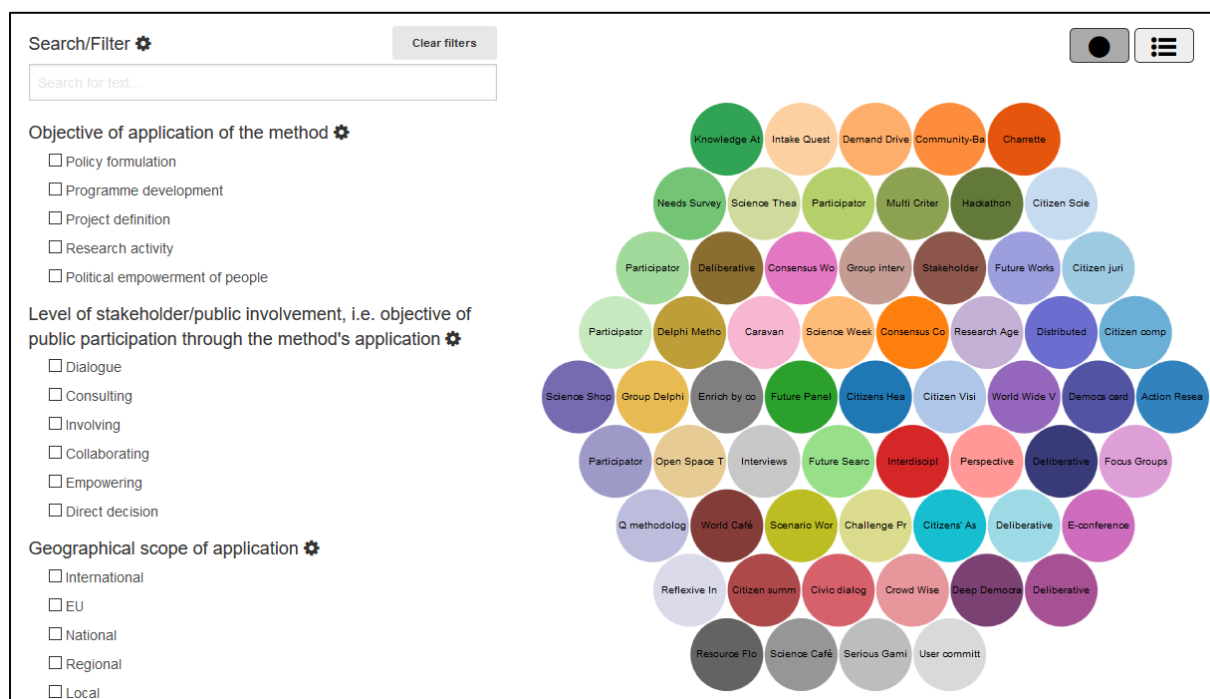 Search/Filter
Clear filters
Search for text...
Objective of application of the method
Policy formulation
Programme development
Project definition
Research activity
Political empowerment of people
Level of stakeholder/public involvement, i.e. objective of
public participation through the method's application
Dialogue
Consulting
Involving
Collaborating
Empowering
Direct decision
Geographical scope of application
International
EU
National
Regional
Local
Knowledge At Intake Quest Demand Drive Community-Ba Charrette
Needs Survey Science Thea Participator Multi Criter Hackathon Citizen Scie
Participator Deliberative Consensus Wo Group interv Stakeholder Future Works Citizen juri
Participator Delphi Metho Caravan Science Week Consensus Co Research Age Distributed Citizen comp
Science Shop Group Delphi Enrich by co Future Panel Citizens Hea Citizen Visi World Wide V Democs card Action Resea
Participator Open Space T Interviews Future Searc Interdiscipl Perspective Deliberative Focus Groups
Q methodolog World Café Scenario Wor Challenge Pr Citizens' As Deliberative E-conference
Reflexive In Citizen summ Civic dialog Crowd Wise Deep Democra Deliberative
Resource Flo Science Café Serious Gami User committ